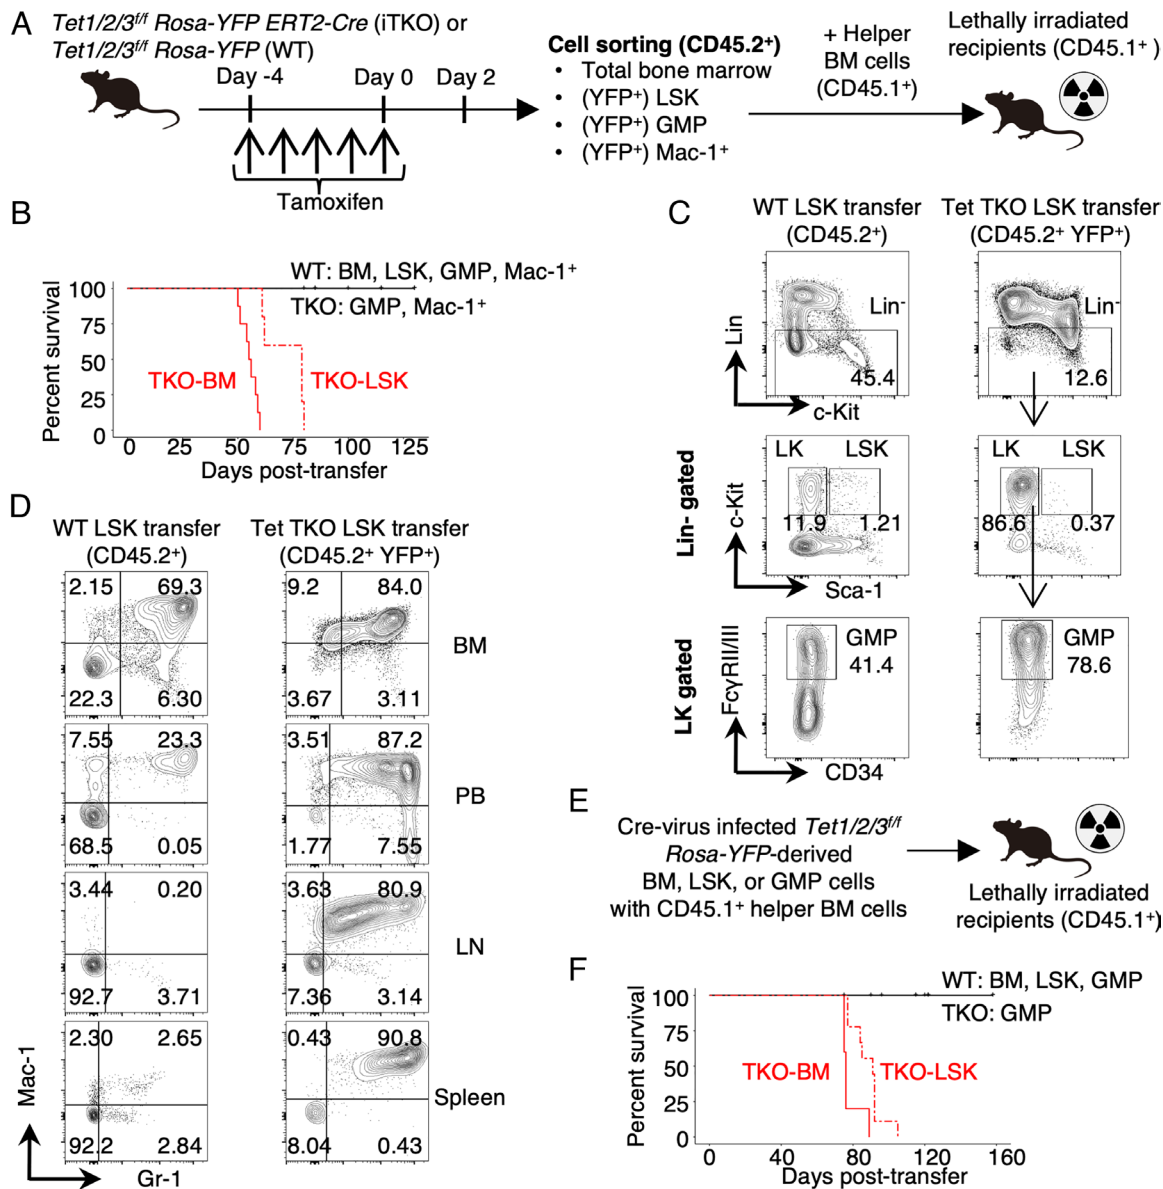 A
Tet1/2/3f/f Rosa-YFP ERT2-Cre (iTKO) or
Tet1/2/3f/f Rosa-YFP (WT)
Day -4 Day 0 Day 2
Tamoxifen
Cell sorting (CD45.2+)
• Total bone marrow
• (YFP+) LSK
• (YFP+) GMP
• (YFP+) Mac-1+
+ Helper
BM cells
(CD45.1+)
Lethally irradiated
recipients (CD45.1+)
B
WT: BM, LSK, GMP, Mac-1+
TKO: GMP, Mac-1+
TKO-BM TKO-LSK
Percent survival
100
75
50
25
0
0 25 50 75 100 125
Days post-transfer
C
WT LSK transfer
(CD45.2+)
Tet TKO LSK transfer
(CD45.2+ YFP+)
Lin
Lin-
45.4
c-Kit
Lin-
12.6
Lin- gated
c-Kit
LK LSK
11.9 1.21
Sca-1
LK LSK
86.6 0.37
LK gated
FcγRII/III
GMP
41.4
CD34
GMP
78.6
D
WT LSK transfer
(CD45.2+)
Tet TKO LSK transfer
(CD45.2+ YFP+)
2.15 69.3 9.2 84.0
BM
22.3 6.30 3.67 3.11
7.55 23.3 3.51 87.2
PB
68.5 0.05 1.77 7.55
3.44 0.20 3.63 80.9
LN
92.7 3.71 7.36 3.14
2.30 2.65 0.43 90.8
Spleen
92.2 2.84 8.04 0.43
Mac-1
Gr-1
E
Cre-virus infected Tet1/2/3f/f
Rosa-YFP-derived
BM, LSK, or GMP cells
with CD45.1+ helper BM cells
Lethally irradiated
recipients (CD45.1+)
F
WT: BM, LSK, GMP
TKO: GMP
TKO-BM TKO-LSK
Percent survival
100
75
50
25
0
0 40 80 120 160
Days post-transfer